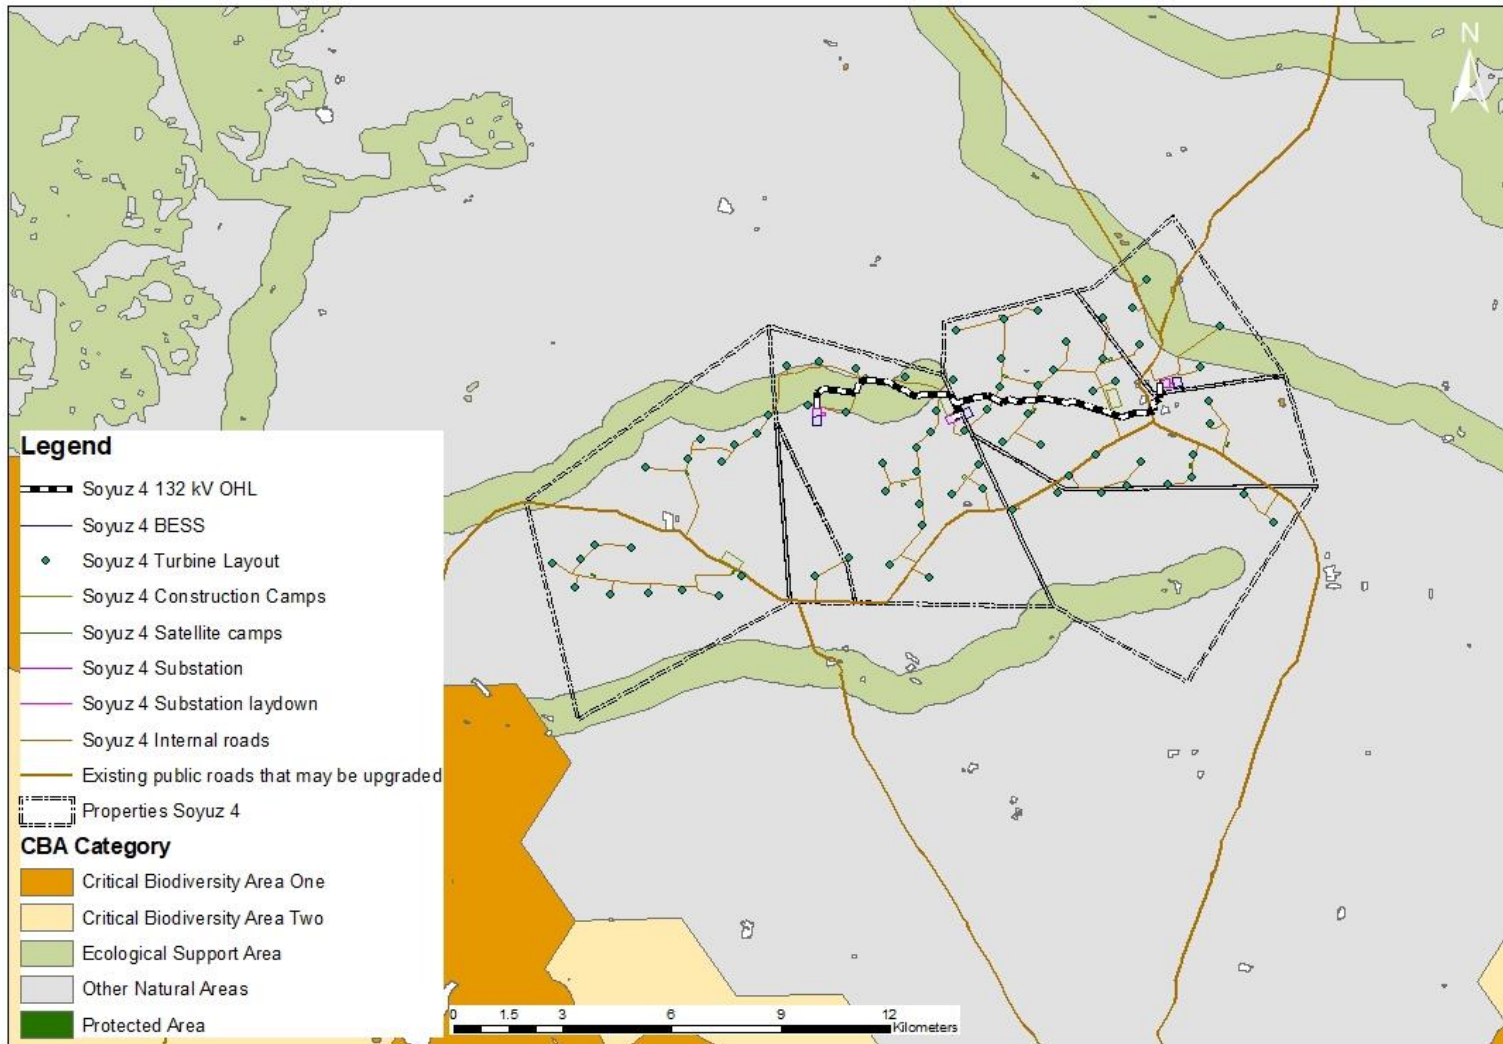 N
Legend
Soyuz 4 132 kV OHL
Soyuz 4 BESS
Soyuz 4 Turbine Layout
Soyuz 4 Construction Camps
Soyuz 4 Satellite camps
Soyuz 4 Substation
Soyuz 4 Substation laydown
Soyuz 4 Internal roads
Existing public roads that may be upgraded
Properties Soyuz 4
CBA Category
Critical Biodiversity Area One
Critical Biodiversity Area Two
Ecological Support Area
Other Natural Areas
Protected Area
0 1.5 3 6 9 12
Kilometers